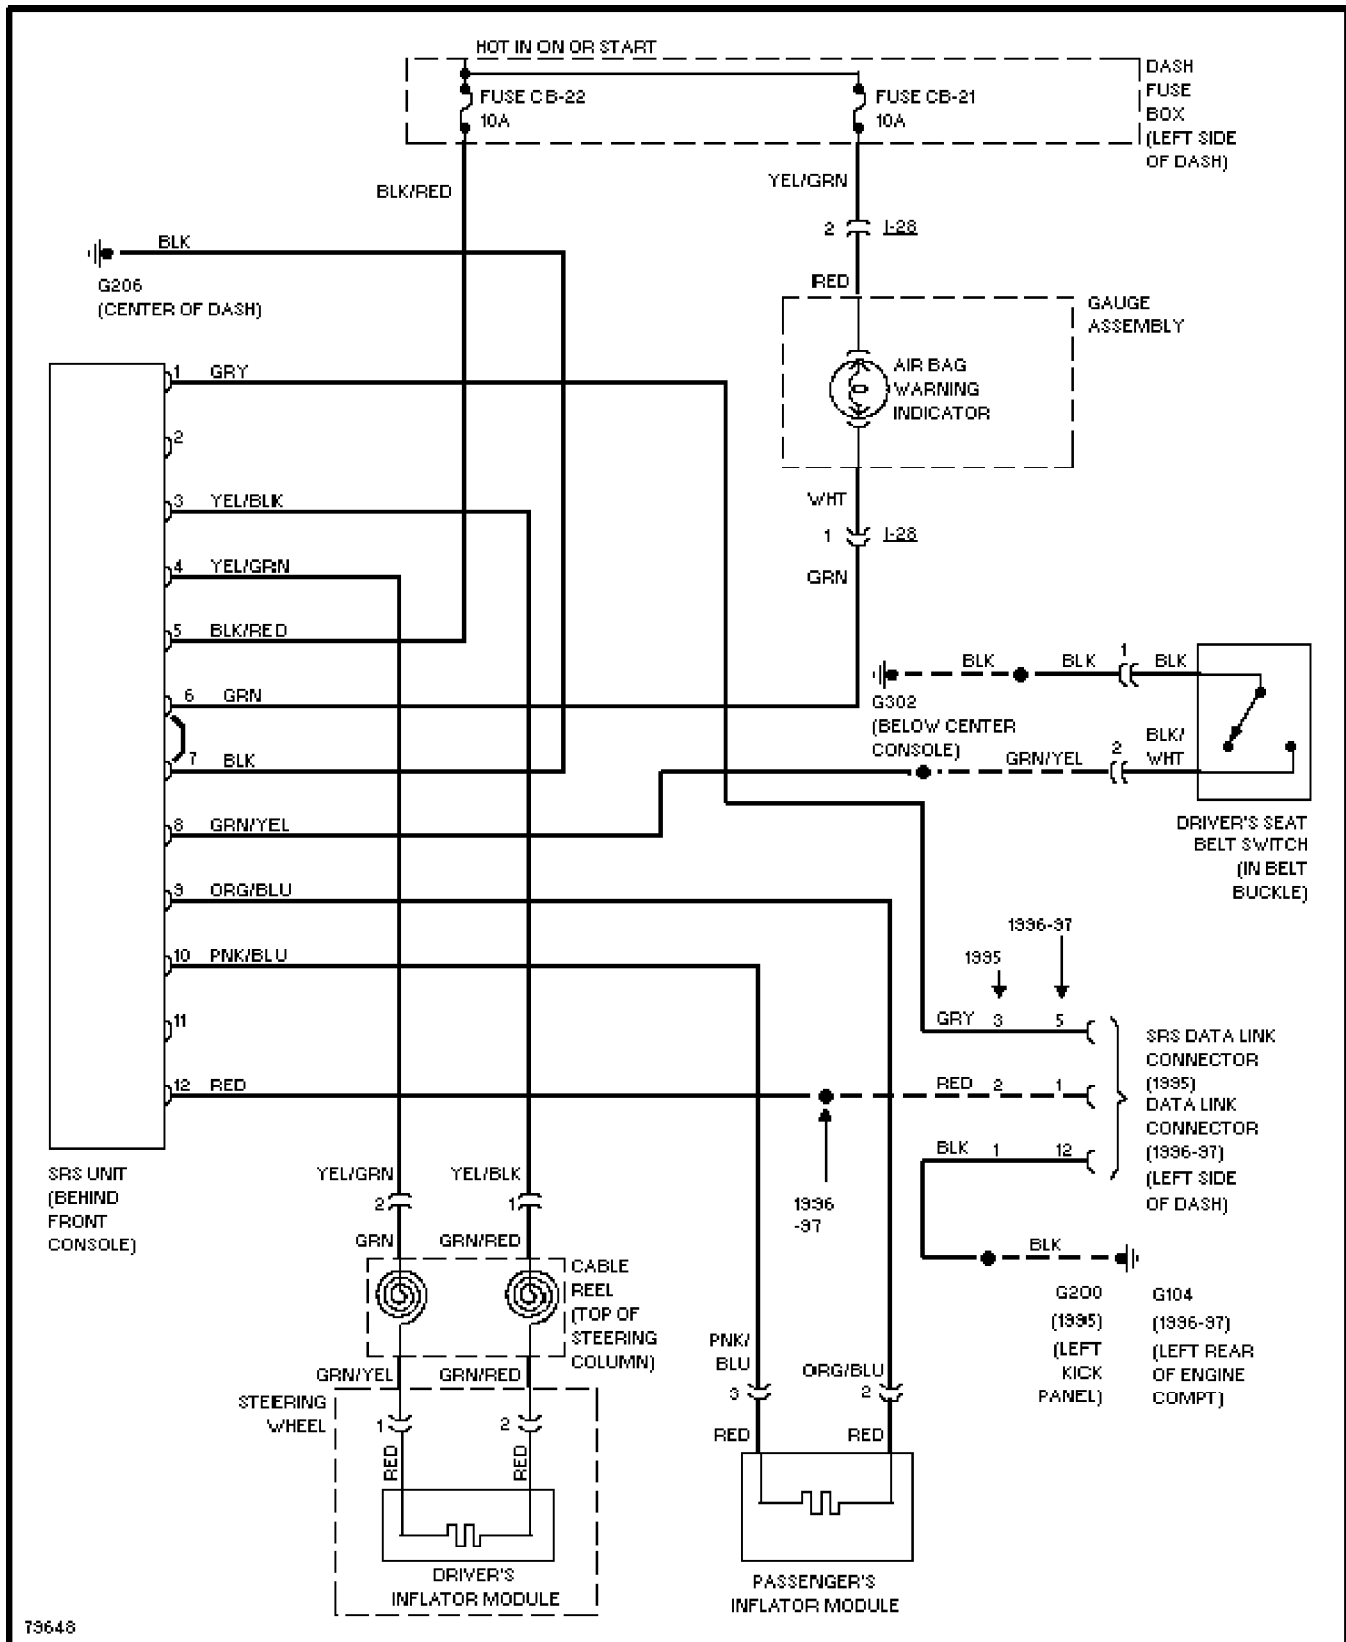 HOT IN ON OR START
FUSE CB-22
10A
FUSE CB-21
10A
DASH
FUSE
BOX
(LEFT SIDE
OF DASH)
BLK/RED
YEL/GRN
2 I-28
BLK
G206
(CENTER OF DASH)
RED
GAUGE
ASSEMBLY
AIR BAG
WARNING
INDICATOR
WHT
1 I-28
GRN
1 GRY
2
3 YEL/BLK
4 YEL/GRN
5 BLK/RED
6 GRN
7 BLK
8 GRN/YEL
9 ORG/BLU
10 PNK/BLU
11
12 RED
SRS UNIT
(BEHIND
FRONT
CONSOLE)
BLK BLK 1 BLK
G302
(BELOW CENTER
CONSOLE)
GRN/YEL 2 BLK/
WHT
DRIVER'S SEAT
BELT SWITCH
(IN BELT
BUCKLE)
1996-97
1995
GRY 3 5
RED 2 1
BLK 1 12
SRS DATA LINK
CONNECTOR
(1995)
DATA LINK
CONNECTOR
(1996-97)
(LEFT SIDE
OF DASH)
1996
-97
BLK
G200
(1995)
(LEFT
KICK
PANEL)
G104
(1996-97)
(LEFT REAR
OF ENGINE
COMPT)
YEL/GRN YEL/BLK
2 1
GRN GRN/RED
CABLE
REEL
(TOP OF
STEERING
COLUMN)
GRN/YEL GRN/RED
STEERING
WHEEL
1 2
RED RED
DRIVER'S
INFLATOR MODULE
PNK/
BLU
ORG/BLU
3 2
RED RED
PASSENGER'S
INFLATOR MODULE
79648